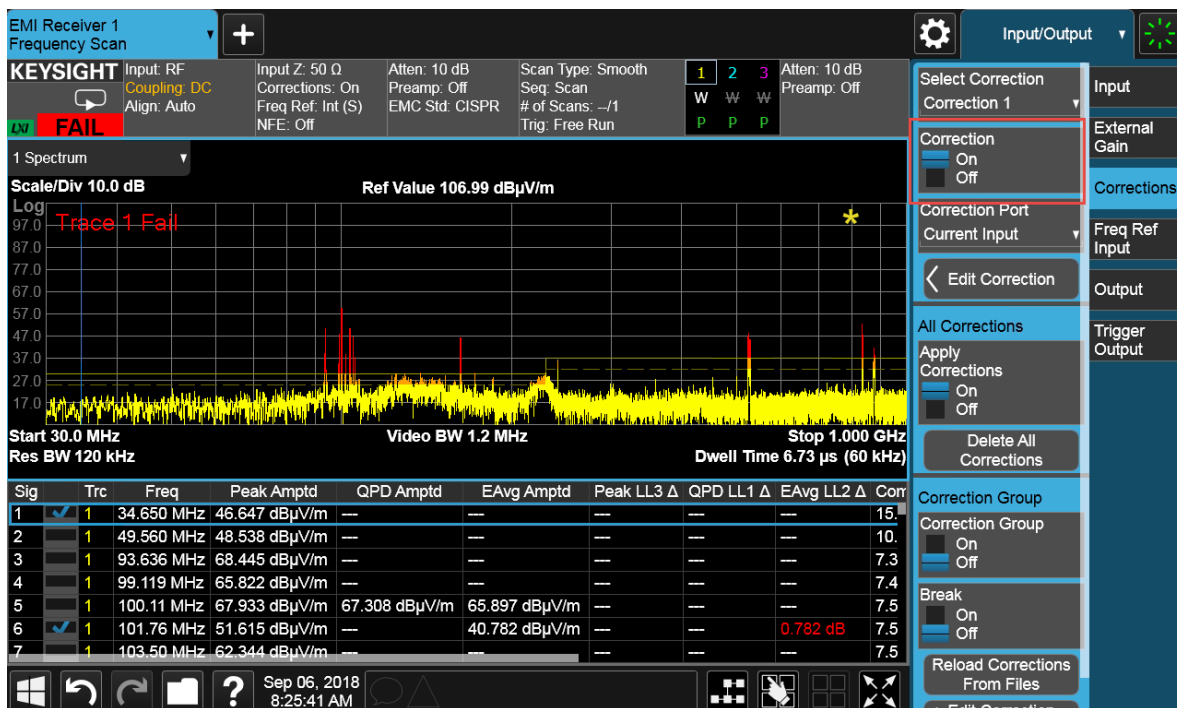 EMI Receiver 1
Frequency Scan
+
Input/Output
KEYSIGHT
LXI
FAIL
Input: RF
Coupling: DC
Align: Auto
Input Z: 50 Ω
Corrections: On
Freq Ref: Int (S)
NFE: Off
Atten: 10 dB
Preamp: Off
EMC Std: CISPR
Scan Type: Smooth
Seq: Scan
# of Scans: --/1
Trig: Free Run
1 2 3
W W W
P P P
Atten: 10 dB
Preamp: Off
1 Spectrum
Scale/Div 10.0 dB
Ref Value 106.99 dBµV/m
Log
Trace 1 Fail
97.0
87.0
77.0
67.0
57.0
47.0
37.0
27.0
17.0
*
Start 30.0 MHz
Video BW 1.2 MHz
Stop 1.000 GHz
Res BW 120 kHz
Dwell Time 6.73 µs (60 kHz)
Sig Trc Freq Peak Amptd QPD Amptd EAvg Amptd Peak LL3 Δ QPD LL1 Δ EAvg LL2 Δ Corr
1 1 34.650 MHz 46.647 dBµV/m --- --- --- --- --- 15.
2 1 49.560 MHz 48.538 dBµV/m --- --- --- --- --- 10.
3 1 93.636 MHz 68.445 dBµV/m --- --- --- --- --- 7.3
4 1 99.119 MHz 65.822 dBµV/m --- --- --- --- --- 7.4
5 1 100.11 MHz 67.933 dBµV/m 67.308 dBµV/m 65.897 dBµV/m --- --- --- 7.5
6 1 101.76 MHz 51.615 dBµV/m --- 40.782 dBµV/m --- --- 0.782 dB 7.5
7 1 103.50 MHz 62.344 dBµV/m --- --- --- --- --- 7.5
?
Sep 06, 2018
8:25:41 AM
Select Correction
Correction 1
Correction
On
Off
Correction Port
Current Input
Edit Correction
All Corrections
Apply
Corrections
On
Off
Delete All
Corrections
Correction Group
Correction Group
On
Off
Break
On
Off
Reload Corrections
From Files
Edit Correction
Input
External
Gain
Corrections
Freq Ref
Input
Output
Trigger
Output